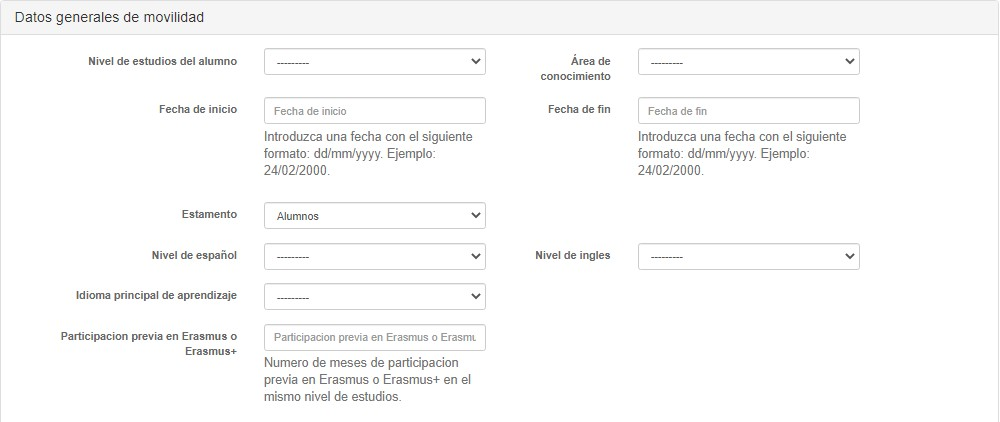 Datos generales de movilidad
Nivel de estudios del alumno
---------
Área de
conocimiento
---------
Fecha de inicio
Fecha de inicio
Introduzca una fecha con el siguiente
formato: dd/mm/yyyy. Ejemplo:
24/02/2000.
Fecha de fin
Fecha de fin
Introduzca una fecha con el siguiente
formato: dd/mm/yyyy. Ejemplo:
24/02/2000.
Estamento
Alumnos
Nivel de español
---------
Nivel de ingles
---------
Idioma principal de aprendizaje
---------
Participacion previa en Erasmus o
Erasmus+
Participacion previa en Erasmus o Erasmu
Numero de meses de participacion
previa en Erasmus o Erasmus+ en el
mismo nivel de estudios.